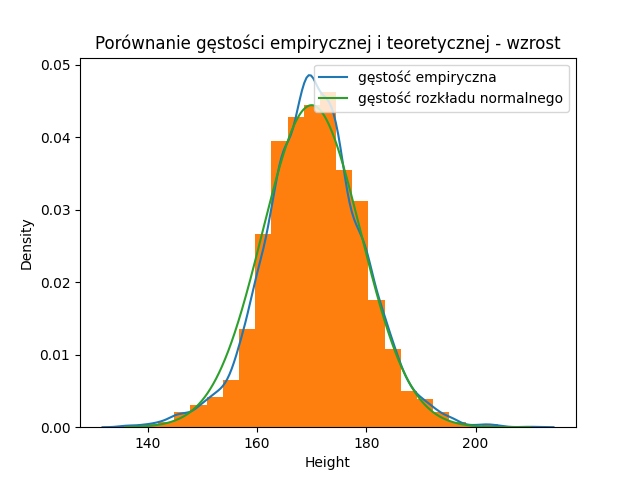 Porównanie gęstości empirycznej i teoretycznej - wzrost
gęstość empiryczna
gęstość rozkładu normalnego
0.05
0.04
0.03
0.02
0.01
0.00
Density
140
160
180
200
Height